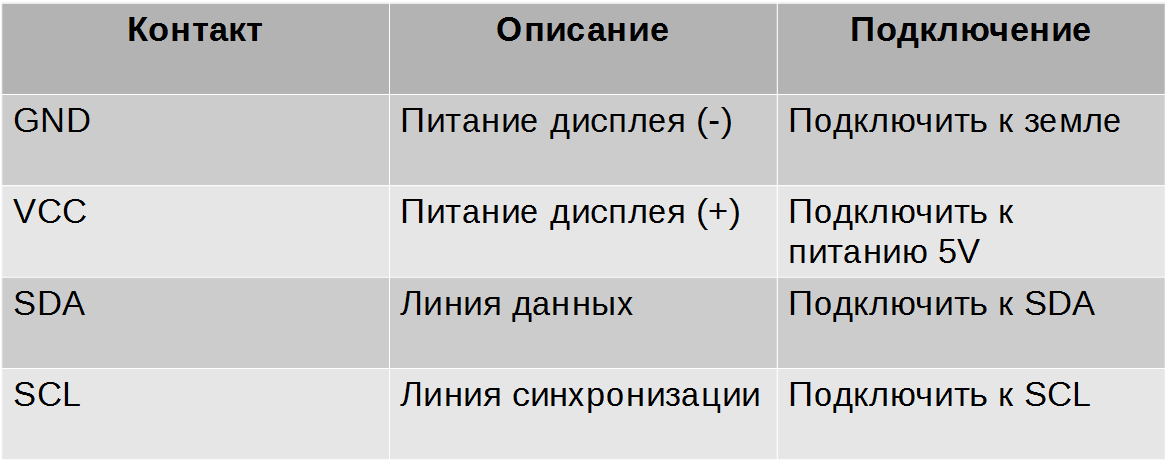 Контакт Описание Подключение
GND Питание дисплея (-) Подключить к земле
VCC Питание дисплея (+) Подключить к
питанию 5V
SDA Линия данных Подключить к SDA
SCL Линия синхронизации Подключить к SCL